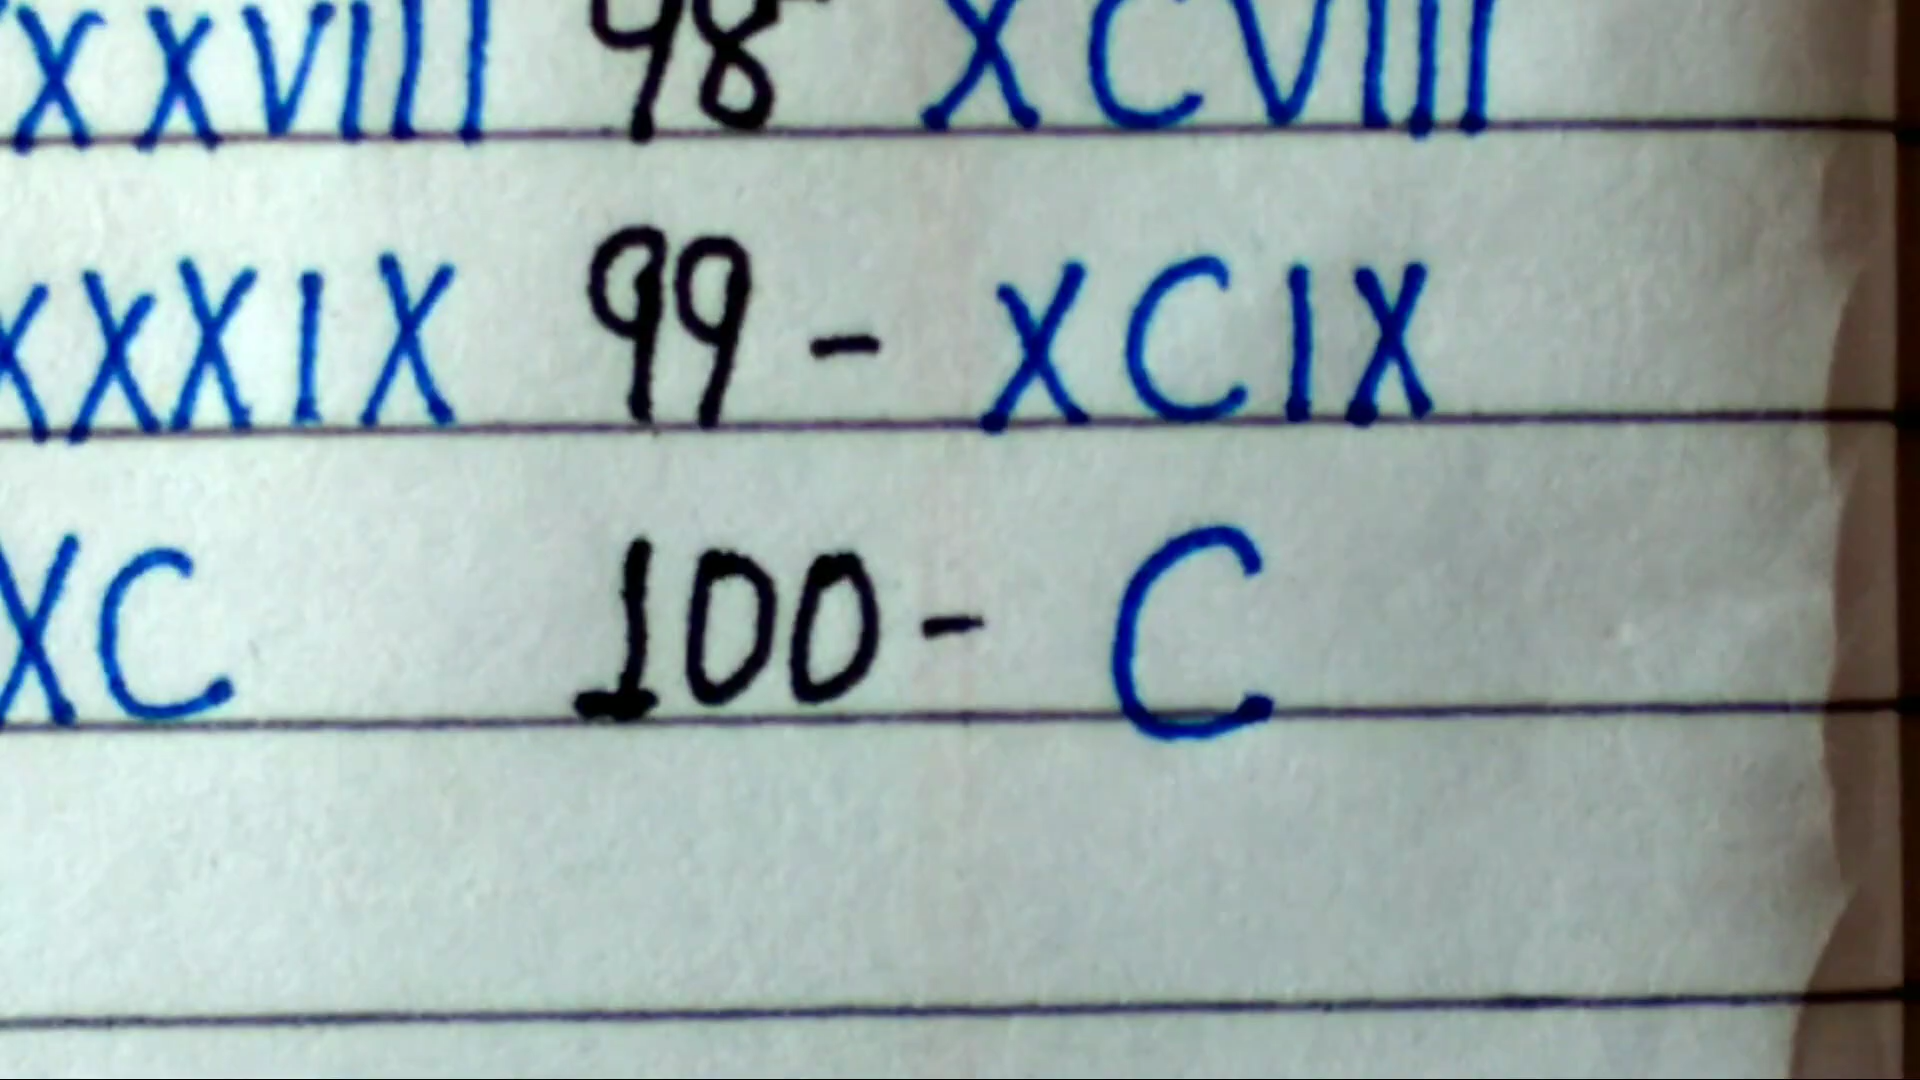 XXVIII 98 - XCVIII
XXXIX 99 - XCIX
XC 100 - C